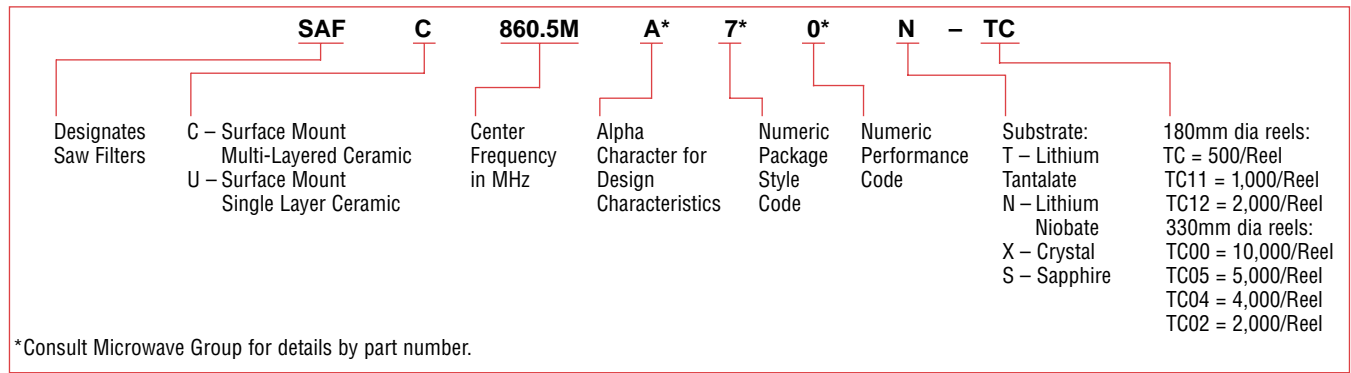 SAF C 860.5M A* 7* 0* N – TC
Designates
Saw Filters
C – Surface Mount
Multi-Layered Ceramic
U – Surface Mount
Single Layer Ceramic
Center
Frequency
in MHz
Alpha
Character for
Design
Characteristics
Numeric
Package
Style
Code
Numeric
Performance
Code
Substrate:
T – Lithium
Tantalate
N – Lithium
Niobate
X – Crystal
S – Sapphire
180mm dia reels:
TC = 500/Reel
TC11 = 1,000/Reel
TC12 = 2,000/Reel
330mm dia reels:
TC00 = 10,000/Reel
TC05 = 5,000/Reel
TC04 = 4,000/Reel
TC02 = 2,000/Reel
*Consult Microwave Group for details by part number.